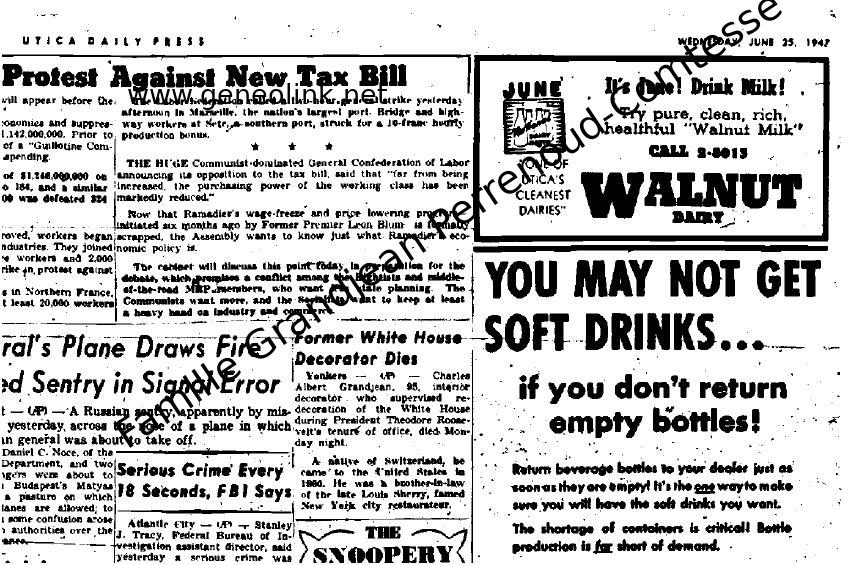 UTICA DAILY PRESS
WEDNESDAY, JUNE 25, 1947
Protest Against New Tax Bill
will appear before the
economies and suppres-
1,142,000,000. Prior to
of a "Guillotine Com-
spending.
of $1,246,000,000 on
o 184, and a similar
00 was defeated 324
roved, workers began
ndustries. They joined
e workers and 2,000
rike in protest against
s in Northern France,
t least 20,000 workers
strike yesterday
afternoon in Marseille, the nation's largest port. Bridge and high-
way workers at Sete, a southern port, struck for a 10-franc hourly
production bonus.
★ ★ ★
THE HUGE Communist-dominated General Confederation of Labor
announcing its opposition to the tax bill, said that "far from being
increased, the purchasing power of the working class has been
markedly reduced."
Now that Ramadier's wage-freeze and price lowering
initiated six months ago by Former Premier Leon Blum is
scrapped, the Assembly wants to know just what Ramadier's eco-
nomic policy is.
The cabinet will discuss this point today, in preparation for the
debate, which promises a conflict among the Rightists and middle-
of-the-road MRP members, who want planning. The
Communists want more, and the want to keep at least
a heavy hand on industry and
ral's Plane Draws Fire
ed Sentry in Signal Error
t — (UP) — A Russian sentry, apparently by mis-
yesterday, across the nose of a plane in which
an general was about to take off.
Daniel C. Noce, of the
Department, and two
ngers were about to
Budapest's Matyas
a pasture on which
lanes are allowed; to
some confusion arose
authorities over the
ance.
Serious Crime Every
18 Seconds, FBI Says
Atlantic City — (UP) — Stanley
J. Tracy, Federal Bureau of In-
vestigation assistant director, said
yesterday a serious crime was
Former White House
Decorator Dies
Yonkers — (UP) — Charles
Albert Grandjean, 95, interior
decorator who supervised re-
decoration of the White House
during President Theodore Roose-
velt's tenure of office, died Mon-
day night.
A native of Switzerland, he
came to the United States in
1860. He was a brother-in-law
of the late Louis Sherry, famed
New York city restaurateur.
THE
SNOOPERY
JUNE
"ONE OF
UTICA'S
CLEANEST
DAIRIES"
It's June! Drink Milk!
Try pure, clean, rich,
healthful "Walnut Milk"
CALL 2-5013
WALNUT
DAIRY
YOU MAY NOT GET
SOFT DRINKS...
if you don't return
empty bottles!
Return beverage bottles to your dealer just as
soon as they are empty! It's the one way to make
sure you will have the soft drinks you want.
The shortage of containers is critical! Bottle
production is far short of demand.
www.geneolink.net
Famille Grandjean-Perrenoud-Comtesse